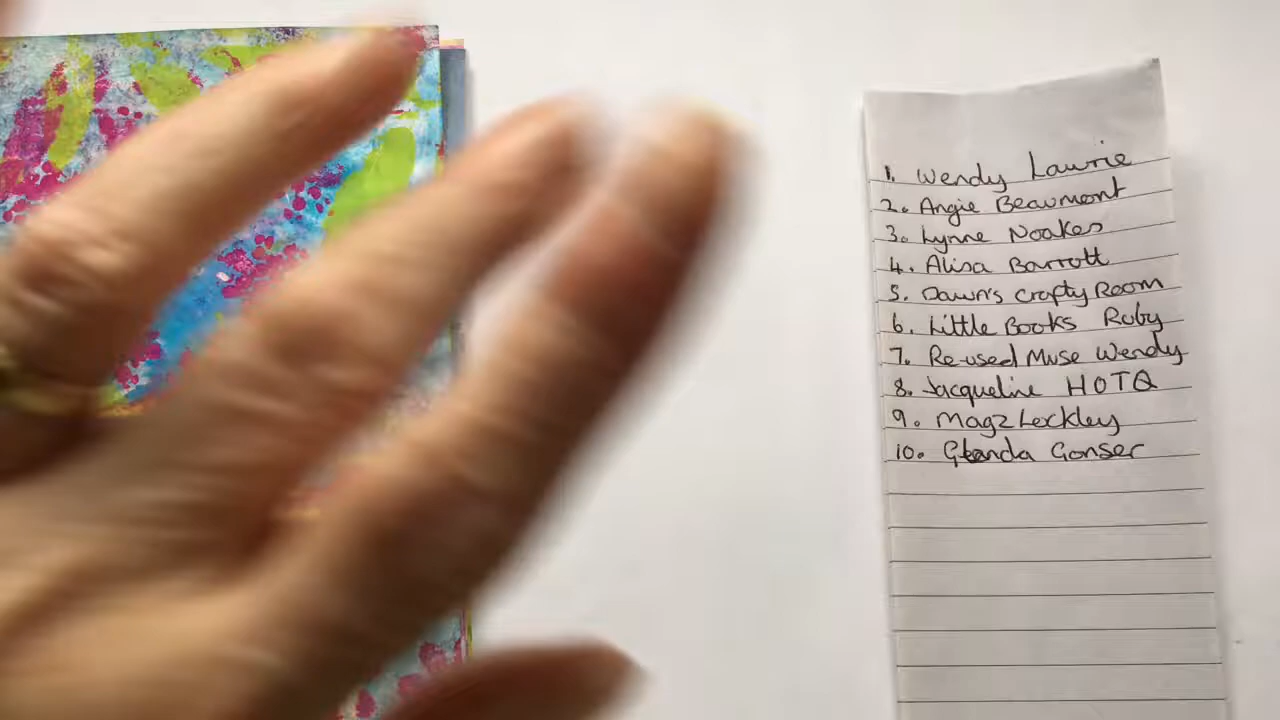 1. Wendy Lawrie
2. Angie Beaumont
3. Lynne Noakes
4. Alisa Barrott
5. Dawn's Crafty Room
6. Little Books Ruby
7. Re-used Muse Wendy
8. Jacqueline HOTQ
9. Magz Leckley
10. Glenda Gonser